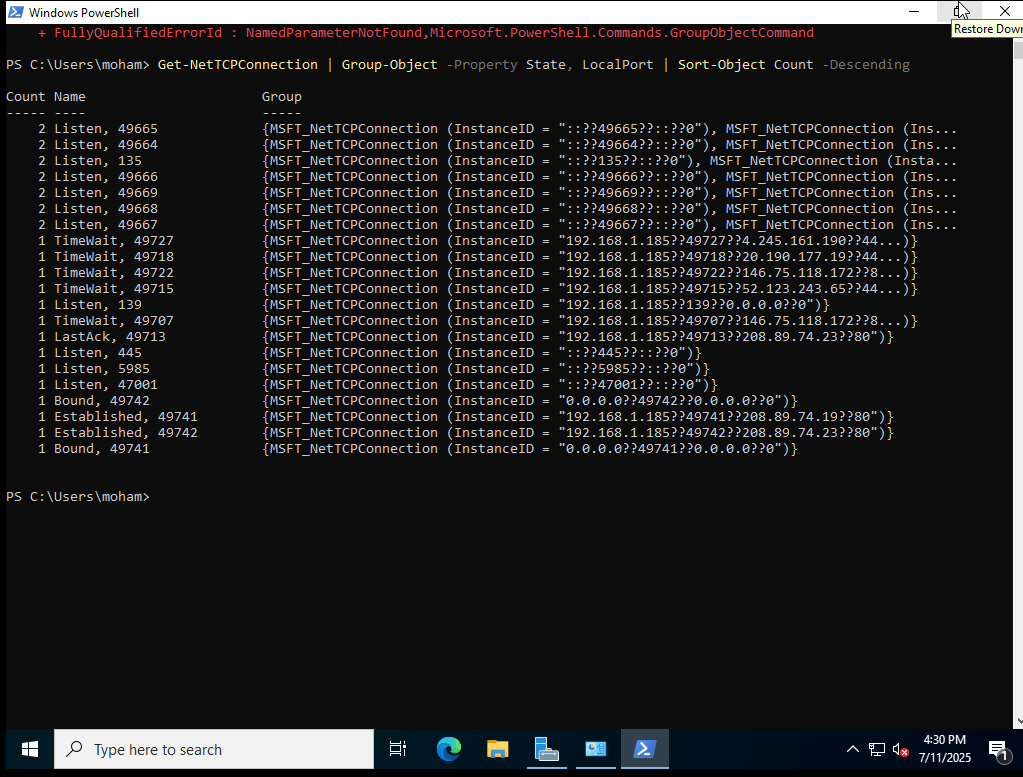 Windows PowerShell
Restore Down
+ FullyQualifiedErrorId : NamedParameterNotFound,Microsoft.PowerShell.Commands.GroupObjectCommand
PS C:\Users\moham> Get-NetTCPConnection | Group-Object -Property State, LocalPort | Sort-Object Count -Descending
Count Name Group
----- ---- -----
2 Listen, 49665 {MSFT_NetTCPConnection (InstanceID = "::??49665??::??0"), MSFT_NetTCPConnection (Ins...
2 Listen, 49664 {MSFT_NetTCPConnection (InstanceID = "::??49664??::??0"), MSFT_NetTCPConnection (Ins...
2 Listen, 135 {MSFT_NetTCPConnection (InstanceID = "::??135??::??0"), MSFT_NetTCPConnection (Insta...
2 Listen, 49666 {MSFT_NetTCPConnection (InstanceID = "::??49666??::??0"), MSFT_NetTCPConnection (Ins...
2 Listen, 49669 {MSFT_NetTCPConnection (InstanceID = "::??49669??::??0"), MSFT_NetTCPConnection (Ins...
2 Listen, 49668 {MSFT_NetTCPConnection (InstanceID = "::??49668??::??0"), MSFT_NetTCPConnection (Ins...
2 Listen, 49667 {MSFT_NetTCPConnection (InstanceID = "::??49667??::??0"), MSFT_NetTCPConnection (Ins...
1 TimeWait, 49727 {MSFT_NetTCPConnection (InstanceID = "192.168.1.185??49727??4.245.161.190??44...)}
1 TimeWait, 49718 {MSFT_NetTCPConnection (InstanceID = "192.168.1.185??49718??20.190.177.19??44...)}
1 TimeWait, 49722 {MSFT_NetTCPConnection (InstanceID = "192.168.1.185??49722??146.75.118.172??8...)}
1 TimeWait, 49715 {MSFT_NetTCPConnection (InstanceID = "192.168.1.185??49715??52.123.243.65??44...)}
1 Listen, 139 {MSFT_NetTCPConnection (InstanceID = "192.168.1.185??139??0.0.0.0??0")}
1 TimeWait, 49707 {MSFT_NetTCPConnection (InstanceID = "192.168.1.185??49707??146.75.118.172??8...)}
1 LastAck, 49713 {MSFT_NetTCPConnection (InstanceID = "192.168.1.185??49713??208.89.74.23??80")}
1 Listen, 445 {MSFT_NetTCPConnection (InstanceID = "::??445??::??0")}
1 Listen, 5985 {MSFT_NetTCPConnection (InstanceID = "::??5985??::??0")}
1 Listen, 47001 {MSFT_NetTCPConnection (InstanceID = "::??47001??::??0")}
1 Bound, 49742 {MSFT_NetTCPConnection (InstanceID = "0.0.0.0??49742??0.0.0.0??0")}
1 Established, 49741 {MSFT_NetTCPConnection (InstanceID = "192.168.1.185??49741??208.89.74.19??80")}
1 Established, 49742 {MSFT_NetTCPConnection (InstanceID = "192.168.1.185??49742??208.89.74.23??80")}
1 Bound, 49741 {MSFT_NetTCPConnection (InstanceID = "0.0.0.0??49741??0.0.0.0??0")}
PS C:\Users\moham>
Type here to search
4:30 PM
7/11/2025
1